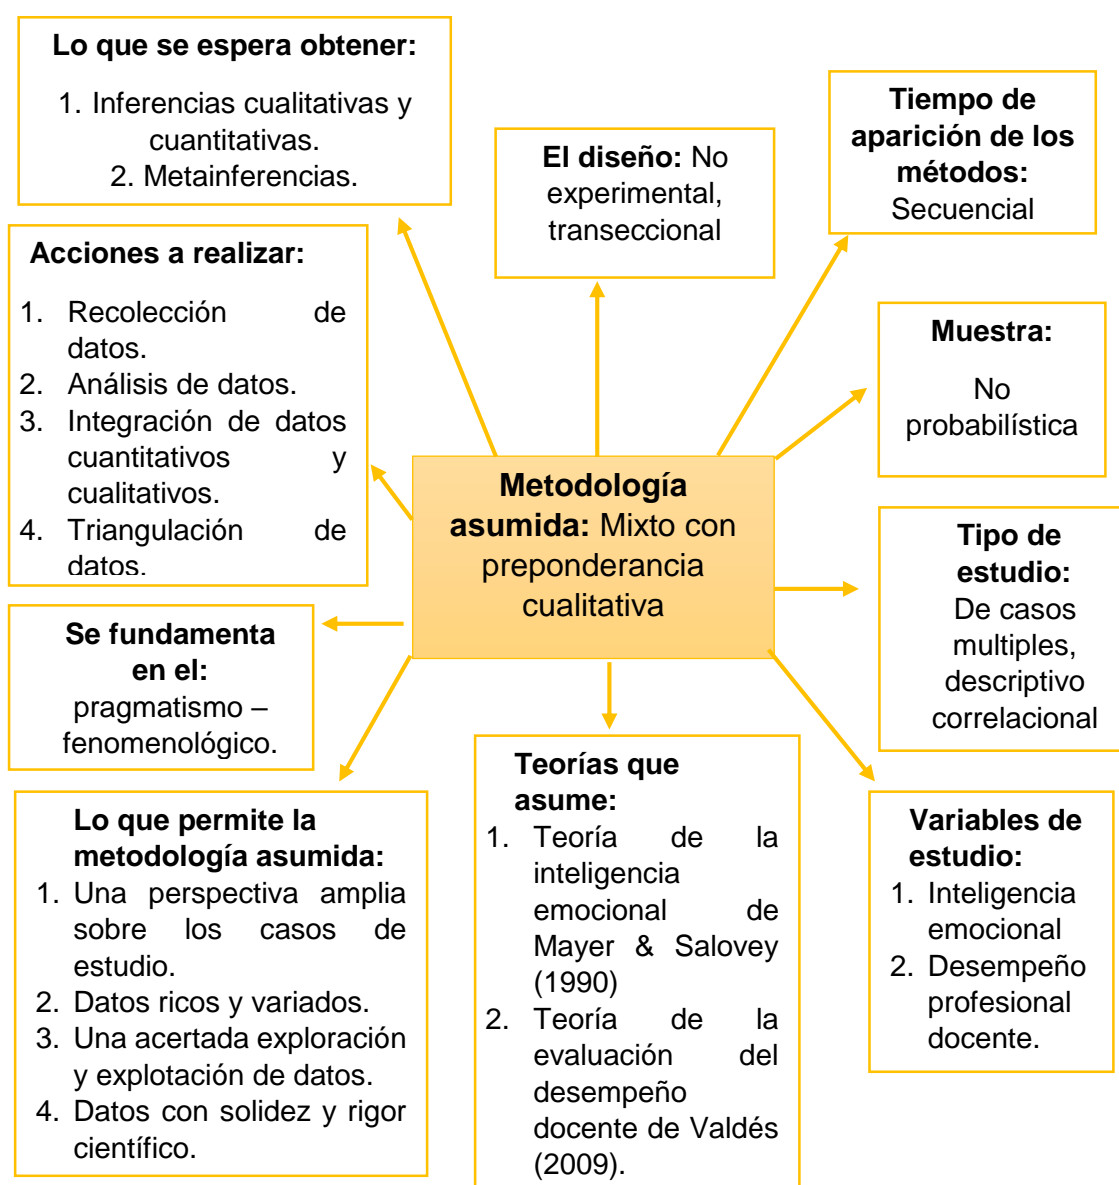 Lo que se espera obtener:
1. Inferencias cualitativas y
cuantitativas.
2. Metainferencias.
El diseño: No
experimental,
transeccional
Tiempo de
aparición de los
métodos:
Secuencial
Acciones a realizar:
1. Recolección de
datos.
2. Análisis de datos.
3. Integración de datos
cuantitativos y
cualitativos.
4. Triangulación de
datos.
Muestra:
No
probabilística
Metodología
asumida: Mixto con
preponderancia
cualitativa
Tipo de
estudio:
De casos
multiples,
descriptivo
correlacional
Se fundamenta
en el:
pragmatismo –
fenomenológico.
Lo que permite la
metodología asumida:
1. Una perspectiva amplia
sobre los casos de
estudio.
2. Datos ricos y variados.
3. Una acertada exploración
y explotación de datos.
4. Datos con solidez y rigor
científico.
Teorías que
asume:
1. Teoría de la
inteligencia
emocional de
Mayer & Salovey
(1990)
2. Teoría de la
evaluación del
desempeño
docente de Valdés
(2009).
Variables de
estudio:
1. Inteligencia
emocional
2. Desempeño
profesional
docente.